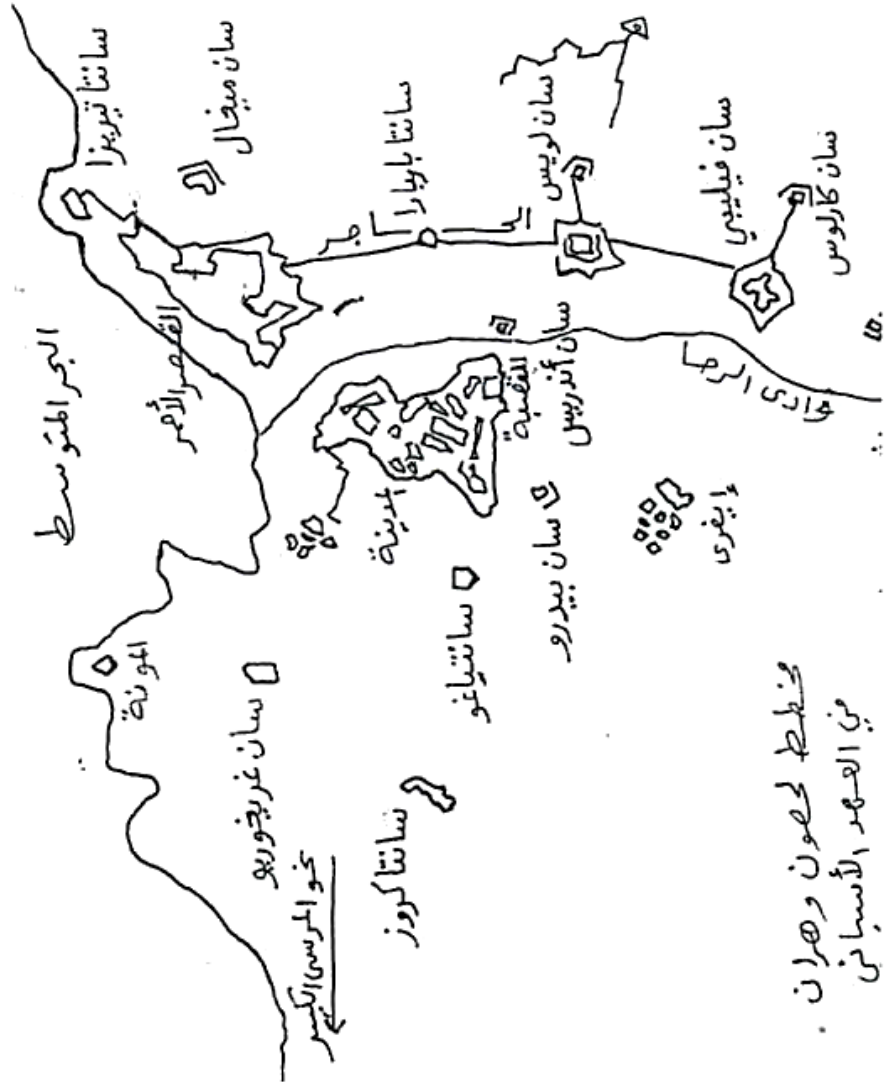 سانتا تيريزا
سان ميغال
سانتا باربارا
سان لويس
سان فيليبي
سان كارلوس
البحر المتوسط
القصر الأحمر
سان أندريس
القصبة
المدينة
وادي الرحى
المونة
سان غريغوريو
سانتياغو
سان بيدرو
إيفري
سانتا كروز
نحو المرسى الكبير
مخطط لحصون وهران
في العهد الأسباني.